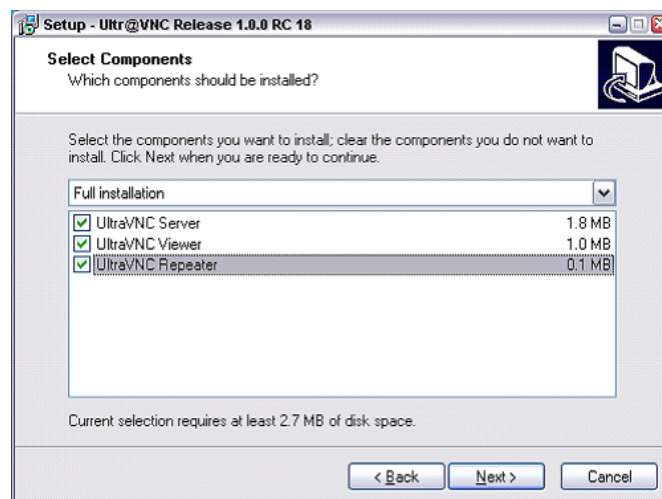 Setup - Ultr@VNC Release 1.0.0 RC 18
Select Components
Which components should be installed?
Select the components you want to install; clear the components you do not want to
install. Click Next when you are ready to continue.
Full installation
UltraVNC Server 1.8 MB
UltraVNC Viewer 1.0 MB
UltraVNC Repeater 0.1 MB
Current selection requires at least 2.7 MB of disk space.
< Back Next > Cancel